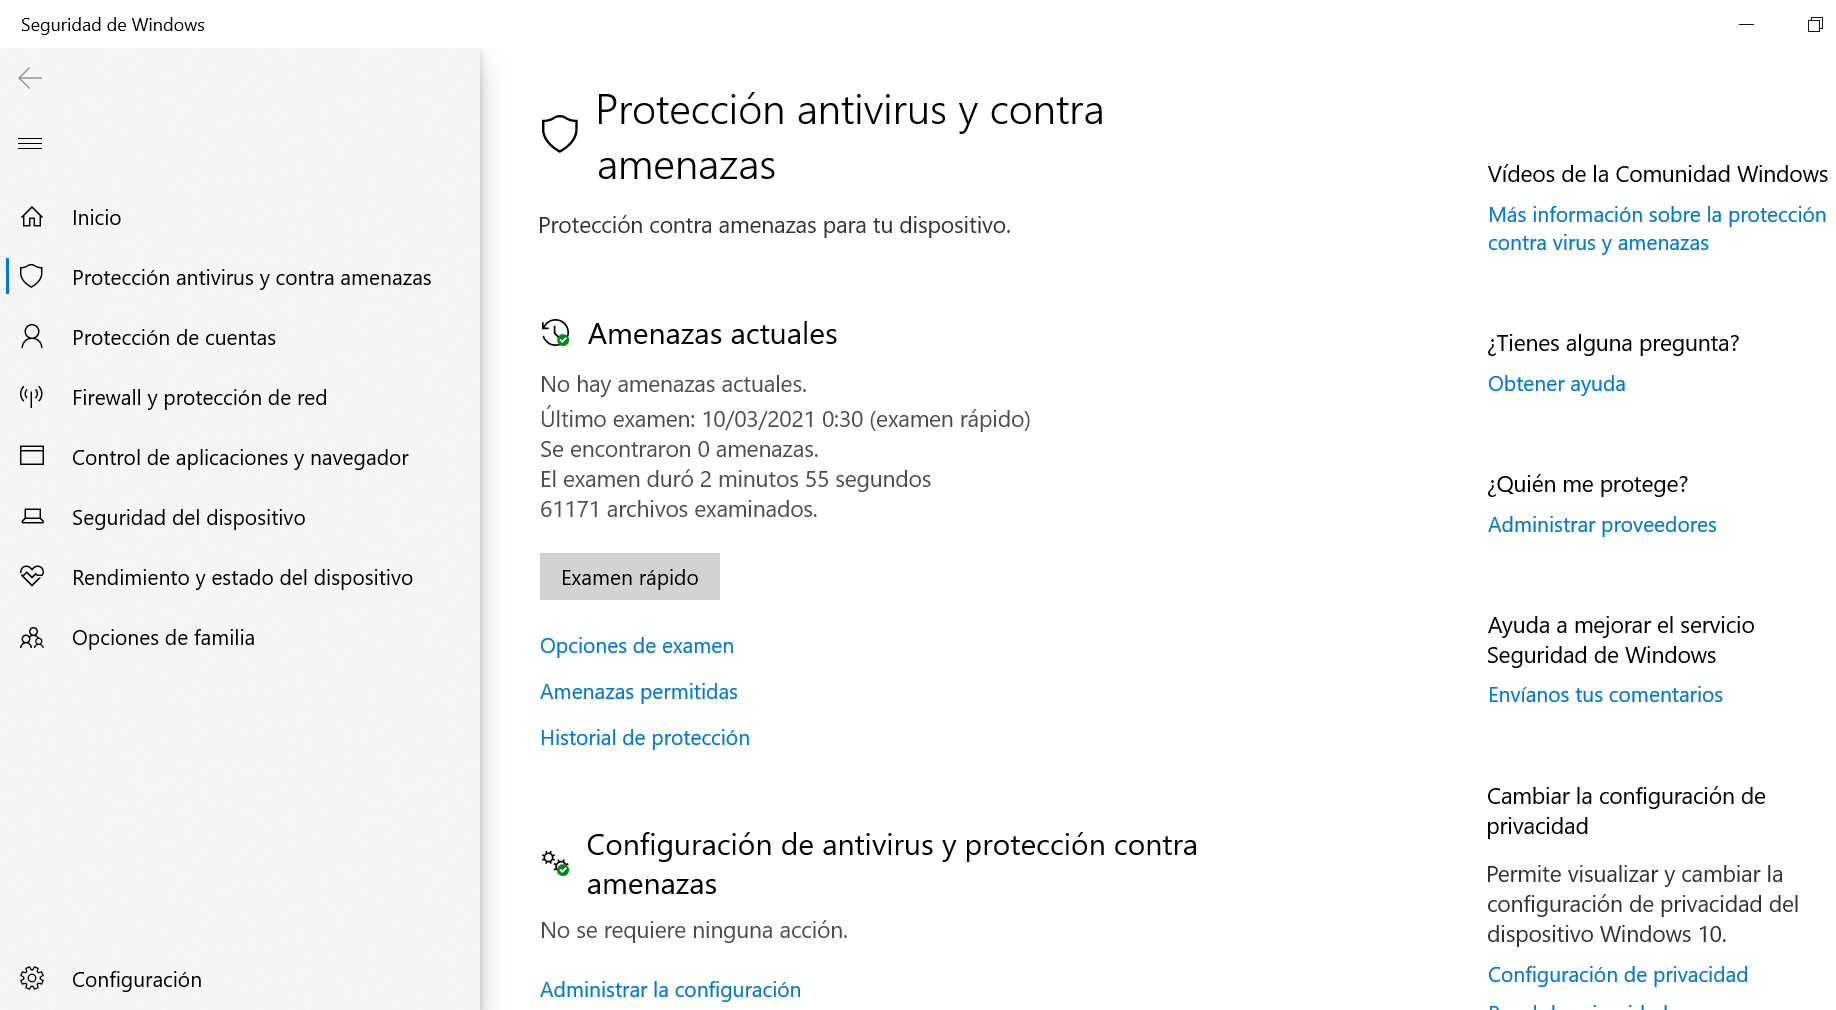 Seguridad de Windows
Inicio
Protección antivirus y contra amenazas
Protección de cuentas
Firewall y protección de red
Control de aplicaciones y navegador
Seguridad del dispositivo
Rendimiento y estado del dispositivo
Opciones de familia
Configuración
Protección antivirus y contra
amenazas
Protección contra amenazas para tu dispositivo.
Amenazas actuales
No hay amenazas actuales.
Último examen: 10/03/2021 0:30 (examen rápido)
Se encontraron 0 amenazas.
El examen duró 2 minutos 55 segundos
61171 archivos examinados.
Examen rápido
Opciones de examen
Amenazas permitidas
Historial de protección
Configuración de antivirus y protección contra
amenazas
No se requiere ninguna acción.
Administrar la configuración
Vídeos de la Comunidad Windows
Más información sobre la protección
contra virus y amenazas
¿Tienes alguna pregunta?
Obtener ayuda
¿Quién me protege?
Administrar proveedores
Ayuda a mejorar el servicio
Seguridad de Windows
Envíanos tus comentarios
Cambiar la configuración de
privacidad
Permite visualizar y cambiar la
configuración de privacidad del
dispositivo Windows 10.
Configuración de privacidad